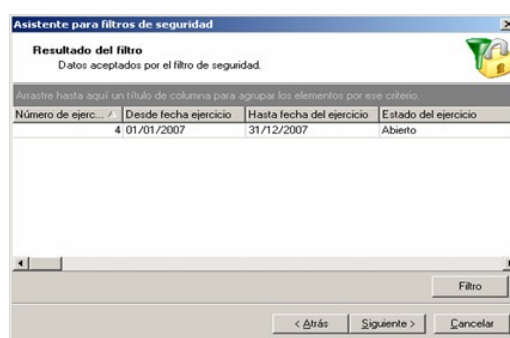 Asistente para filtros de seguridad
Resultado del filtro
Datos aceptados por el filtro de seguridad.
Arrastre hasta aquí un título de columna para agrupar los elementos por ese criterio.
Número de ejerc... Desde fecha ejercicio Hasta fecha del ejercicio Estado del ejercicio
4 01/01/2007 31/12/2007 Abierto
Filtro
< Atrás Siguiente > Cancelar